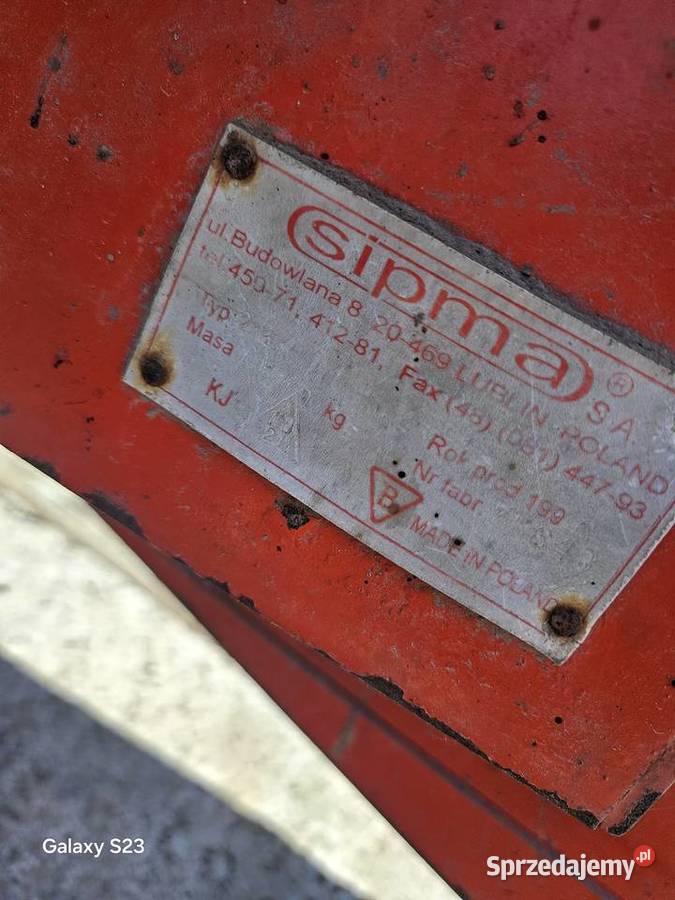 sipma ® S.A.
ul.Budowlana 8 20-469 LUBLIN POLAND
tel.450-71, 412-81, Fax (48) (081) 447-93
Typ Rok prod 199
Masa kg Nr fabr
KJ B MADE IN POLAND
Galaxy S23
Sprzedajemy.pl